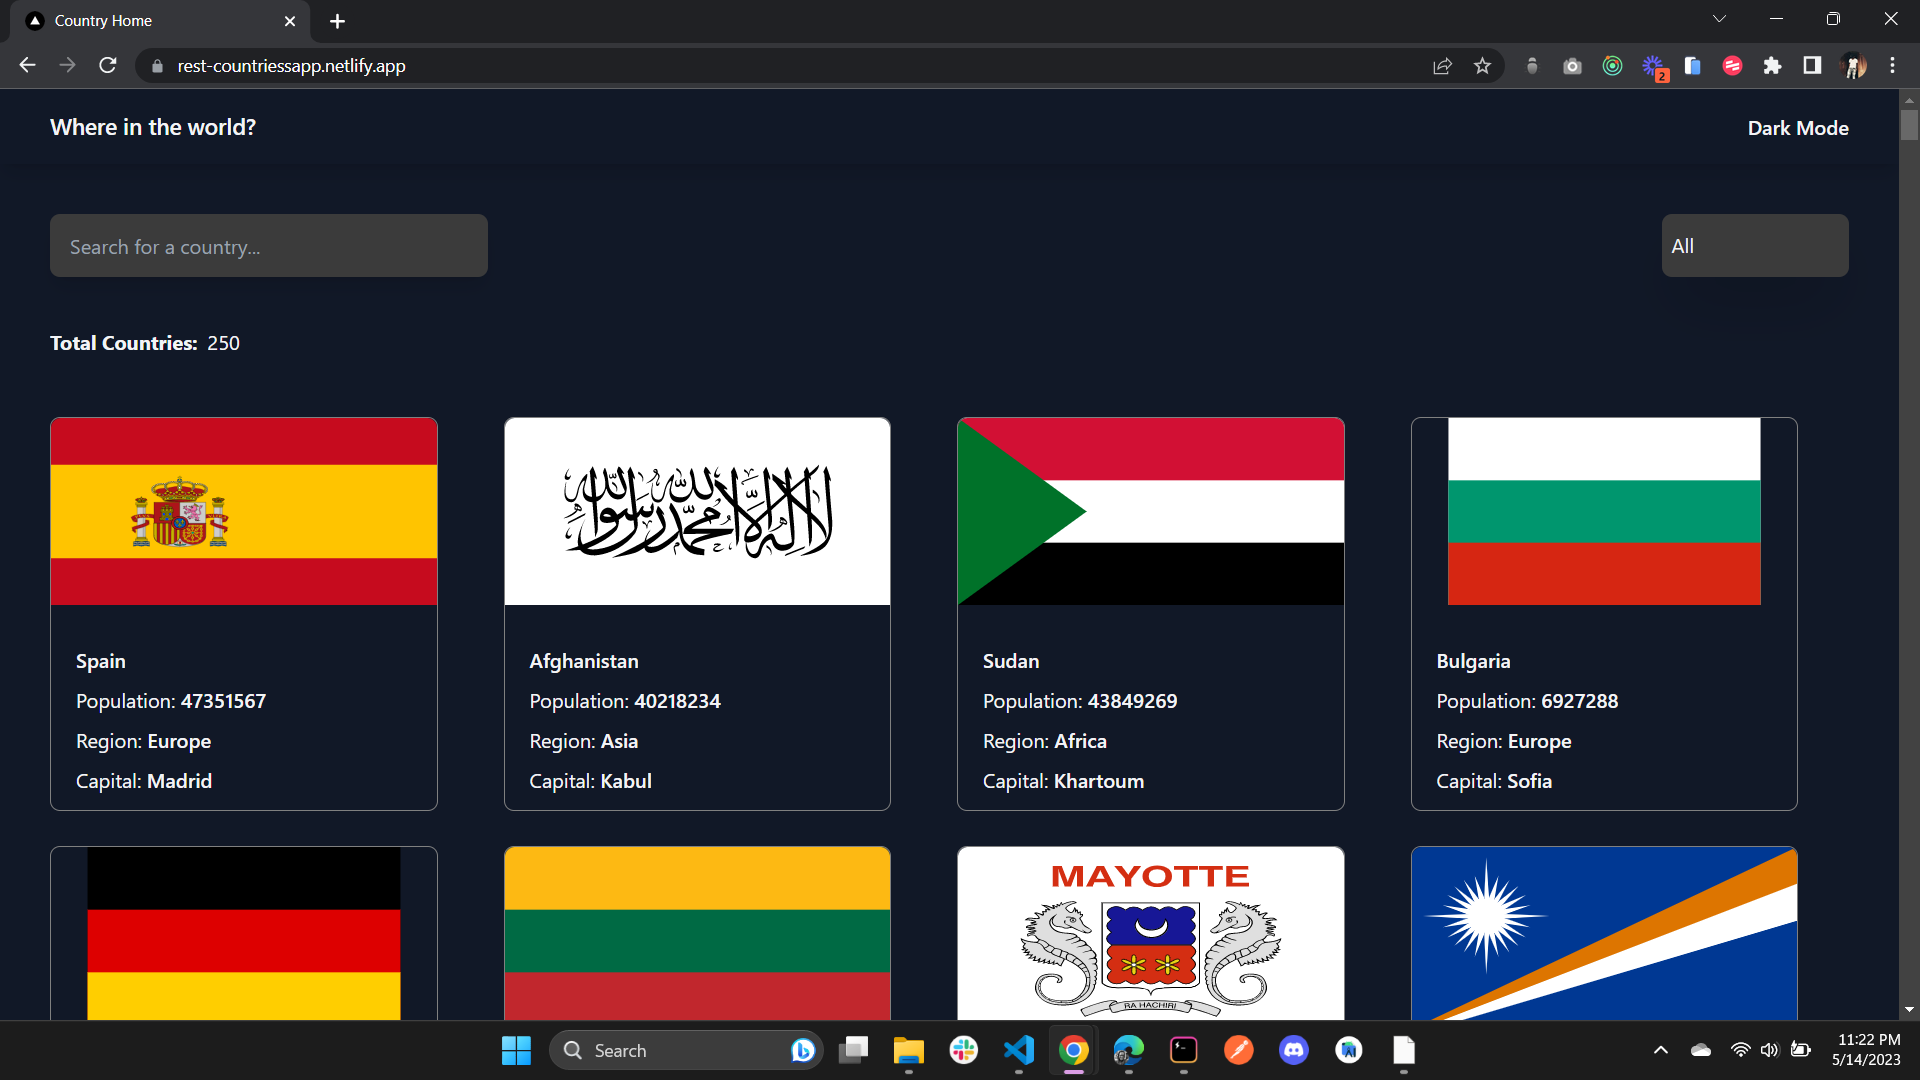 Country Home
rest-countriessapp.netlify.app
2
Where in the world?
Dark Mode
Search for a country...
All
Total Countries: 250
لا إله إلا الله محمد رسول الله
Spain
Population: 47351567
Region: Europe
Capital: Madrid
Afghanistan
Population: 40218234
Region: Asia
Capital: Kabul
Sudan
Population: 43849269
Region: Africa
Capital: Khartoum
Bulgaria
Population: 6927288
Region: Europe
Capital: Sofia
MAYOTTE
RA HACHIRI
Search
11:22 PM
5/14/2023